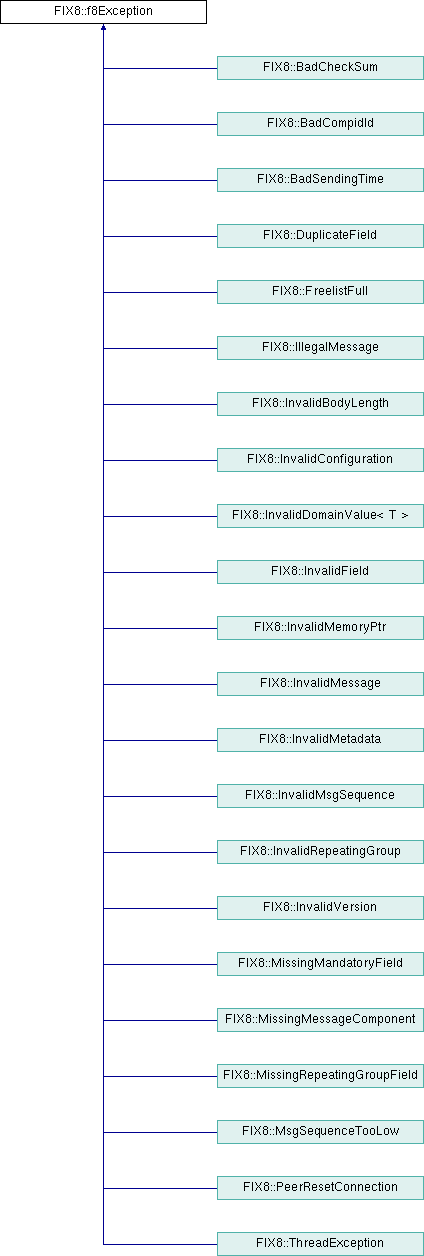 FIX8::f8Exception
FIX8::BadCheckSum
FIX8::BadCompidId
FIX8::BadSendingTime
FIX8::DuplicateField
FIX8::FreelistFull
FIX8::IllegalMessage
FIX8::InvalidBodyLength
FIX8::InvalidConfiguration
FIX8::InvalidDomainValue< T >
FIX8::InvalidField
FIX8::InvalidMemoryPtr
FIX8::InvalidMessage
FIX8::InvalidMetadata
FIX8::InvalidMsgSequence
FIX8::InvalidRepeatingGroup
FIX8::InvalidVersion
FIX8::MissingMandatoryField
FIX8::MissingMessageComponent
FIX8::MissingRepeatingGroupField
FIX8::MsgSequenceTooLow
FIX8::PeerResetConnection
FIX8::ThreadException